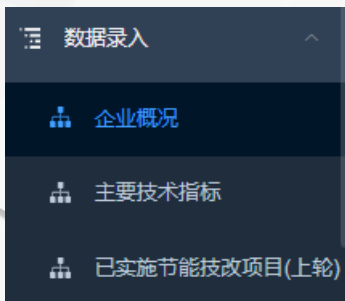 数据录入
企业概况
主要技术指标
已实施节能技改项目(上轮)